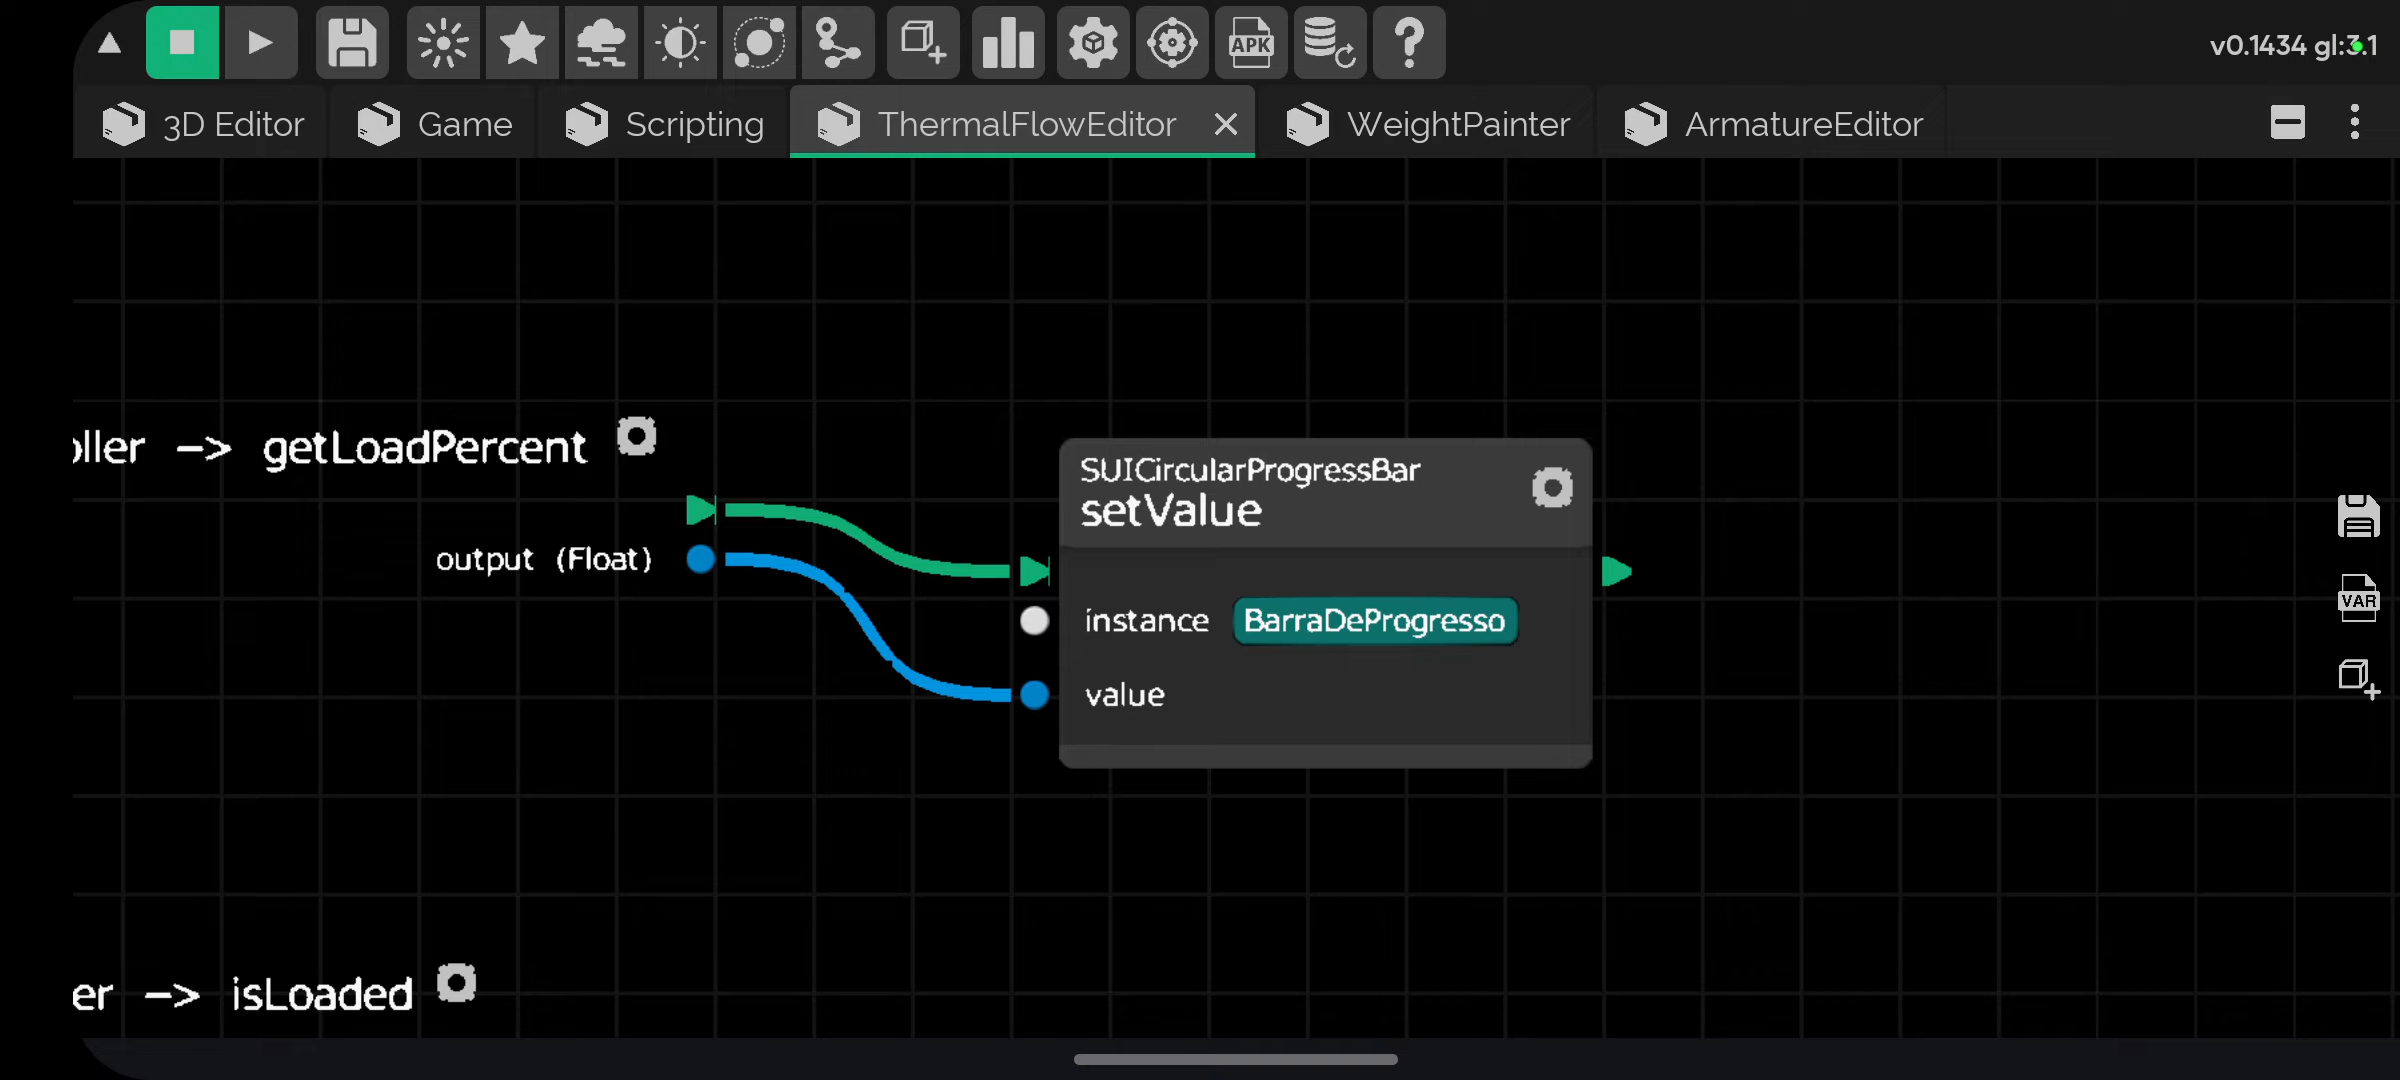 v0.1434 gl:3.1
APK
3D Editor
Game
Scripting
ThermalFlowEditor
WeightPainter
ArmatureEditor
oller -> getLoadPercent
output (Float)
SUICircularProgressBar
setValue
instance BarraDeProgresso
value
VAR
er -> isLoaded